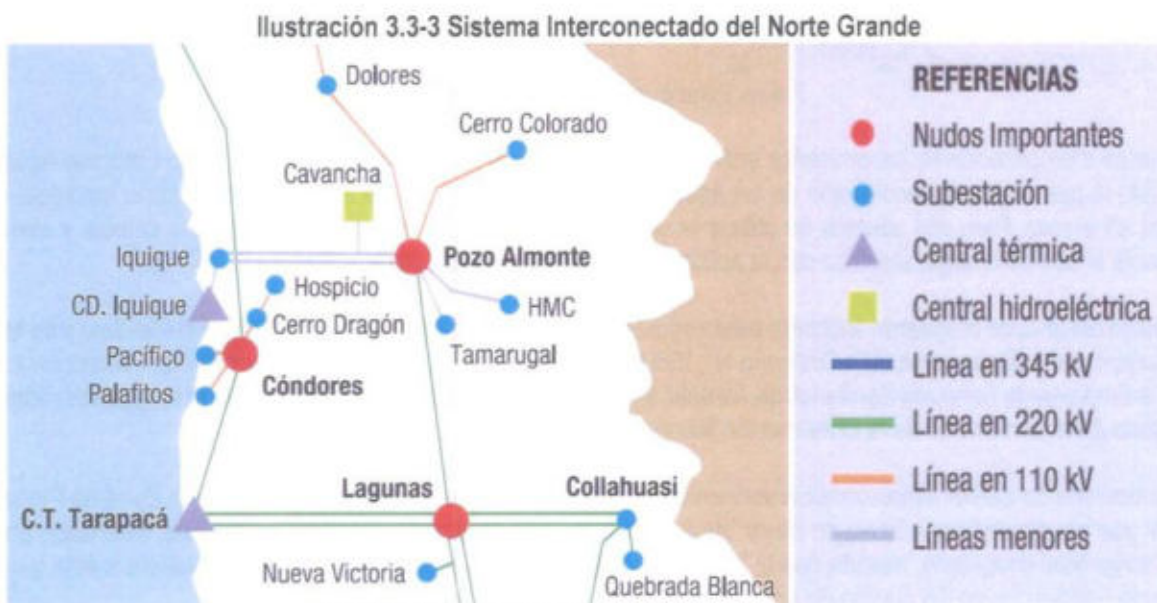 Ilustración 3.3-3 Sistema Interconectado del Norte Grande
Dolores
Cerro Colorado
Cavancha
Iquique
Pozo Almonte
CD. Iquique
Hospicio
HMC
Cerro Dragón
Tamarugal
Pacífico
Cóndores
Palafitos
Lagunas
Collahuasi
C.T. Tarapacá
Nueva Victoria
Quebrada Blanca
REFERENCIAS
Nudos Importantes
Subestación
Central térmica
Central hidroeléctrica
Línea en 345 kV
Línea en 220 kV
Línea en 110 kV
Líneas menores